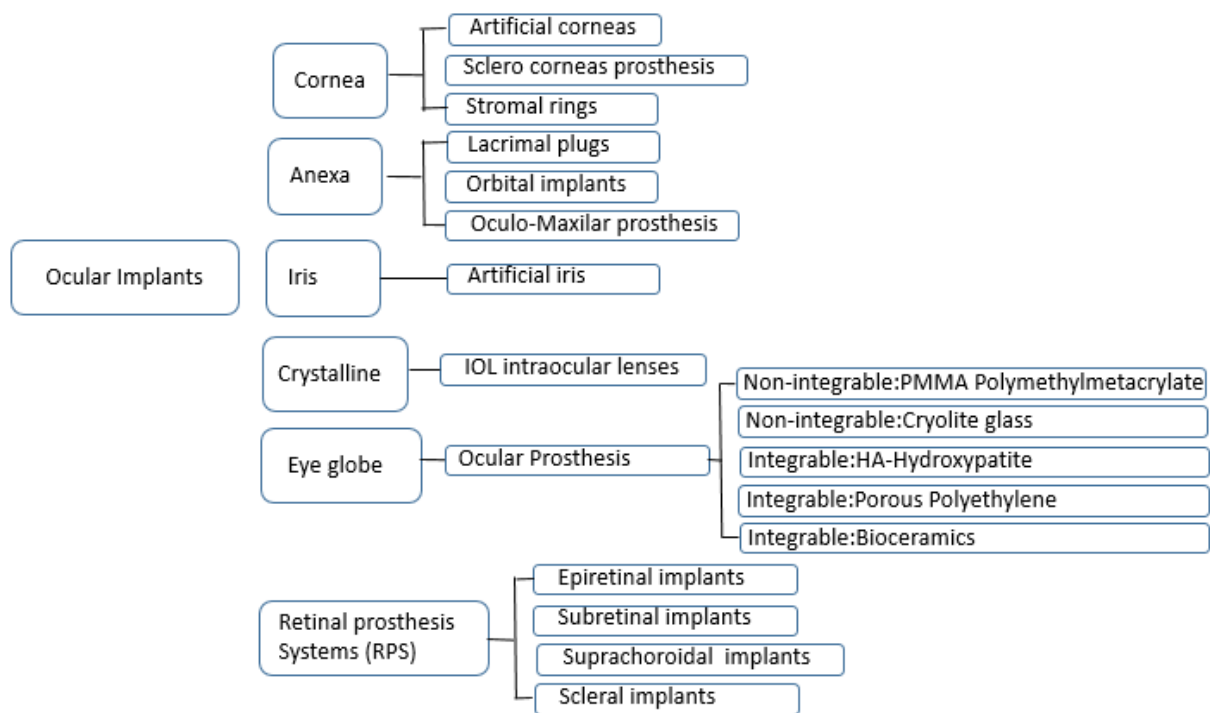 Ocular Implants
Cornea
Artificial corneas
Sclero corneas prosthesis
Stromal rings
Anexa
Lacrimal plugs
Orbital implants
Oculo-Maxilar prosthesis
Iris
Artificial iris
Crystalline
IOL intraocular lenses
Eye globe
Ocular Prosthesis
Non-integrable:PMMA Polymethylmetacrylate
Non-integrable:Cryolite glass
Integrable:HA-Hydroxypatite
Integrable:Porous Polyethylene
Integrable:Bioceramics
Retinal prosthesis
Systems (RPS)
Epiretinal implants
Subretinal implants
Suprachoroidal implants
Scleral implants